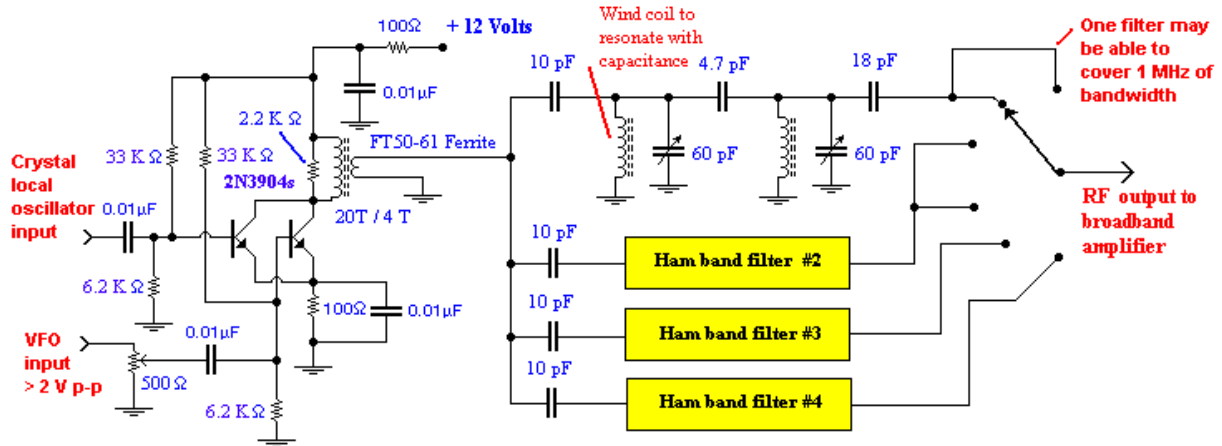 100Ω
+ 12 Volts
0.01µF
2.2 K Ω
33 K Ω
33 K Ω
2N3904s
FT50-61 Ferrite
20T / 4 T
Crystal
local
oscillator
input
0.01µF
6.2 K Ω
100Ω
0.01µF
VFO
input
> 2 V p-p
500 Ω
0.01µF
6.2 K Ω
Wind coil to
resonate with
capacitance
10 pF
4.7 pF
18 pF
60 pF
60 pF
One filter may
be able to
cover 1 MHz of
bandwidth
RF output to
broadband
amplifier
10 pF
Ham band filter #2
10 pF
Ham band filter #3
10 pF
Ham band filter #4